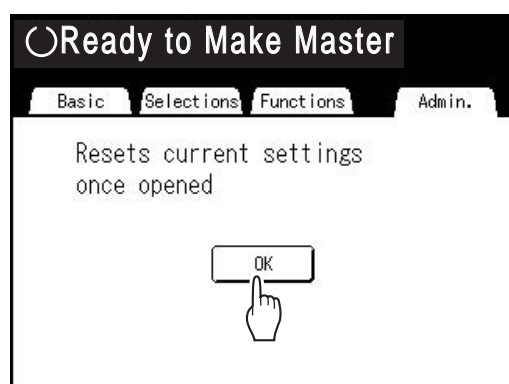 Ready to Make Master
Basic Selections Functions Admin.
Resets current settings
once opened
OK